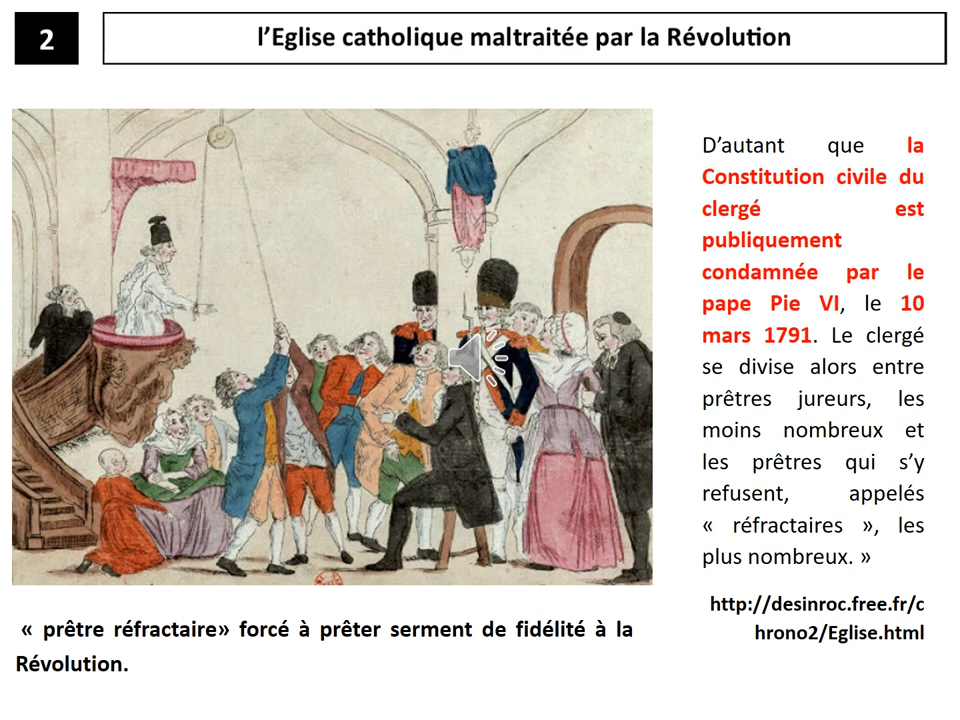 2
l’Eglise catholique maltraitée par la Révolution
D’autant que la
Constitution civile du
clergé est
publiquement
condamnée par le
pape Pie VI, le 10
mars 1791. Le clergé
se divise alors entre
prêtres jureurs, les
moins nombreux et
les prêtres qui s’y
refusent, appelés
« réfractaires », les
plus nombreux. »
http://desinroc.free.fr/c
hrono2/Eglise.html
« prêtre réfractaire» forcé à prêter serment de fidélité à la
Révolution.